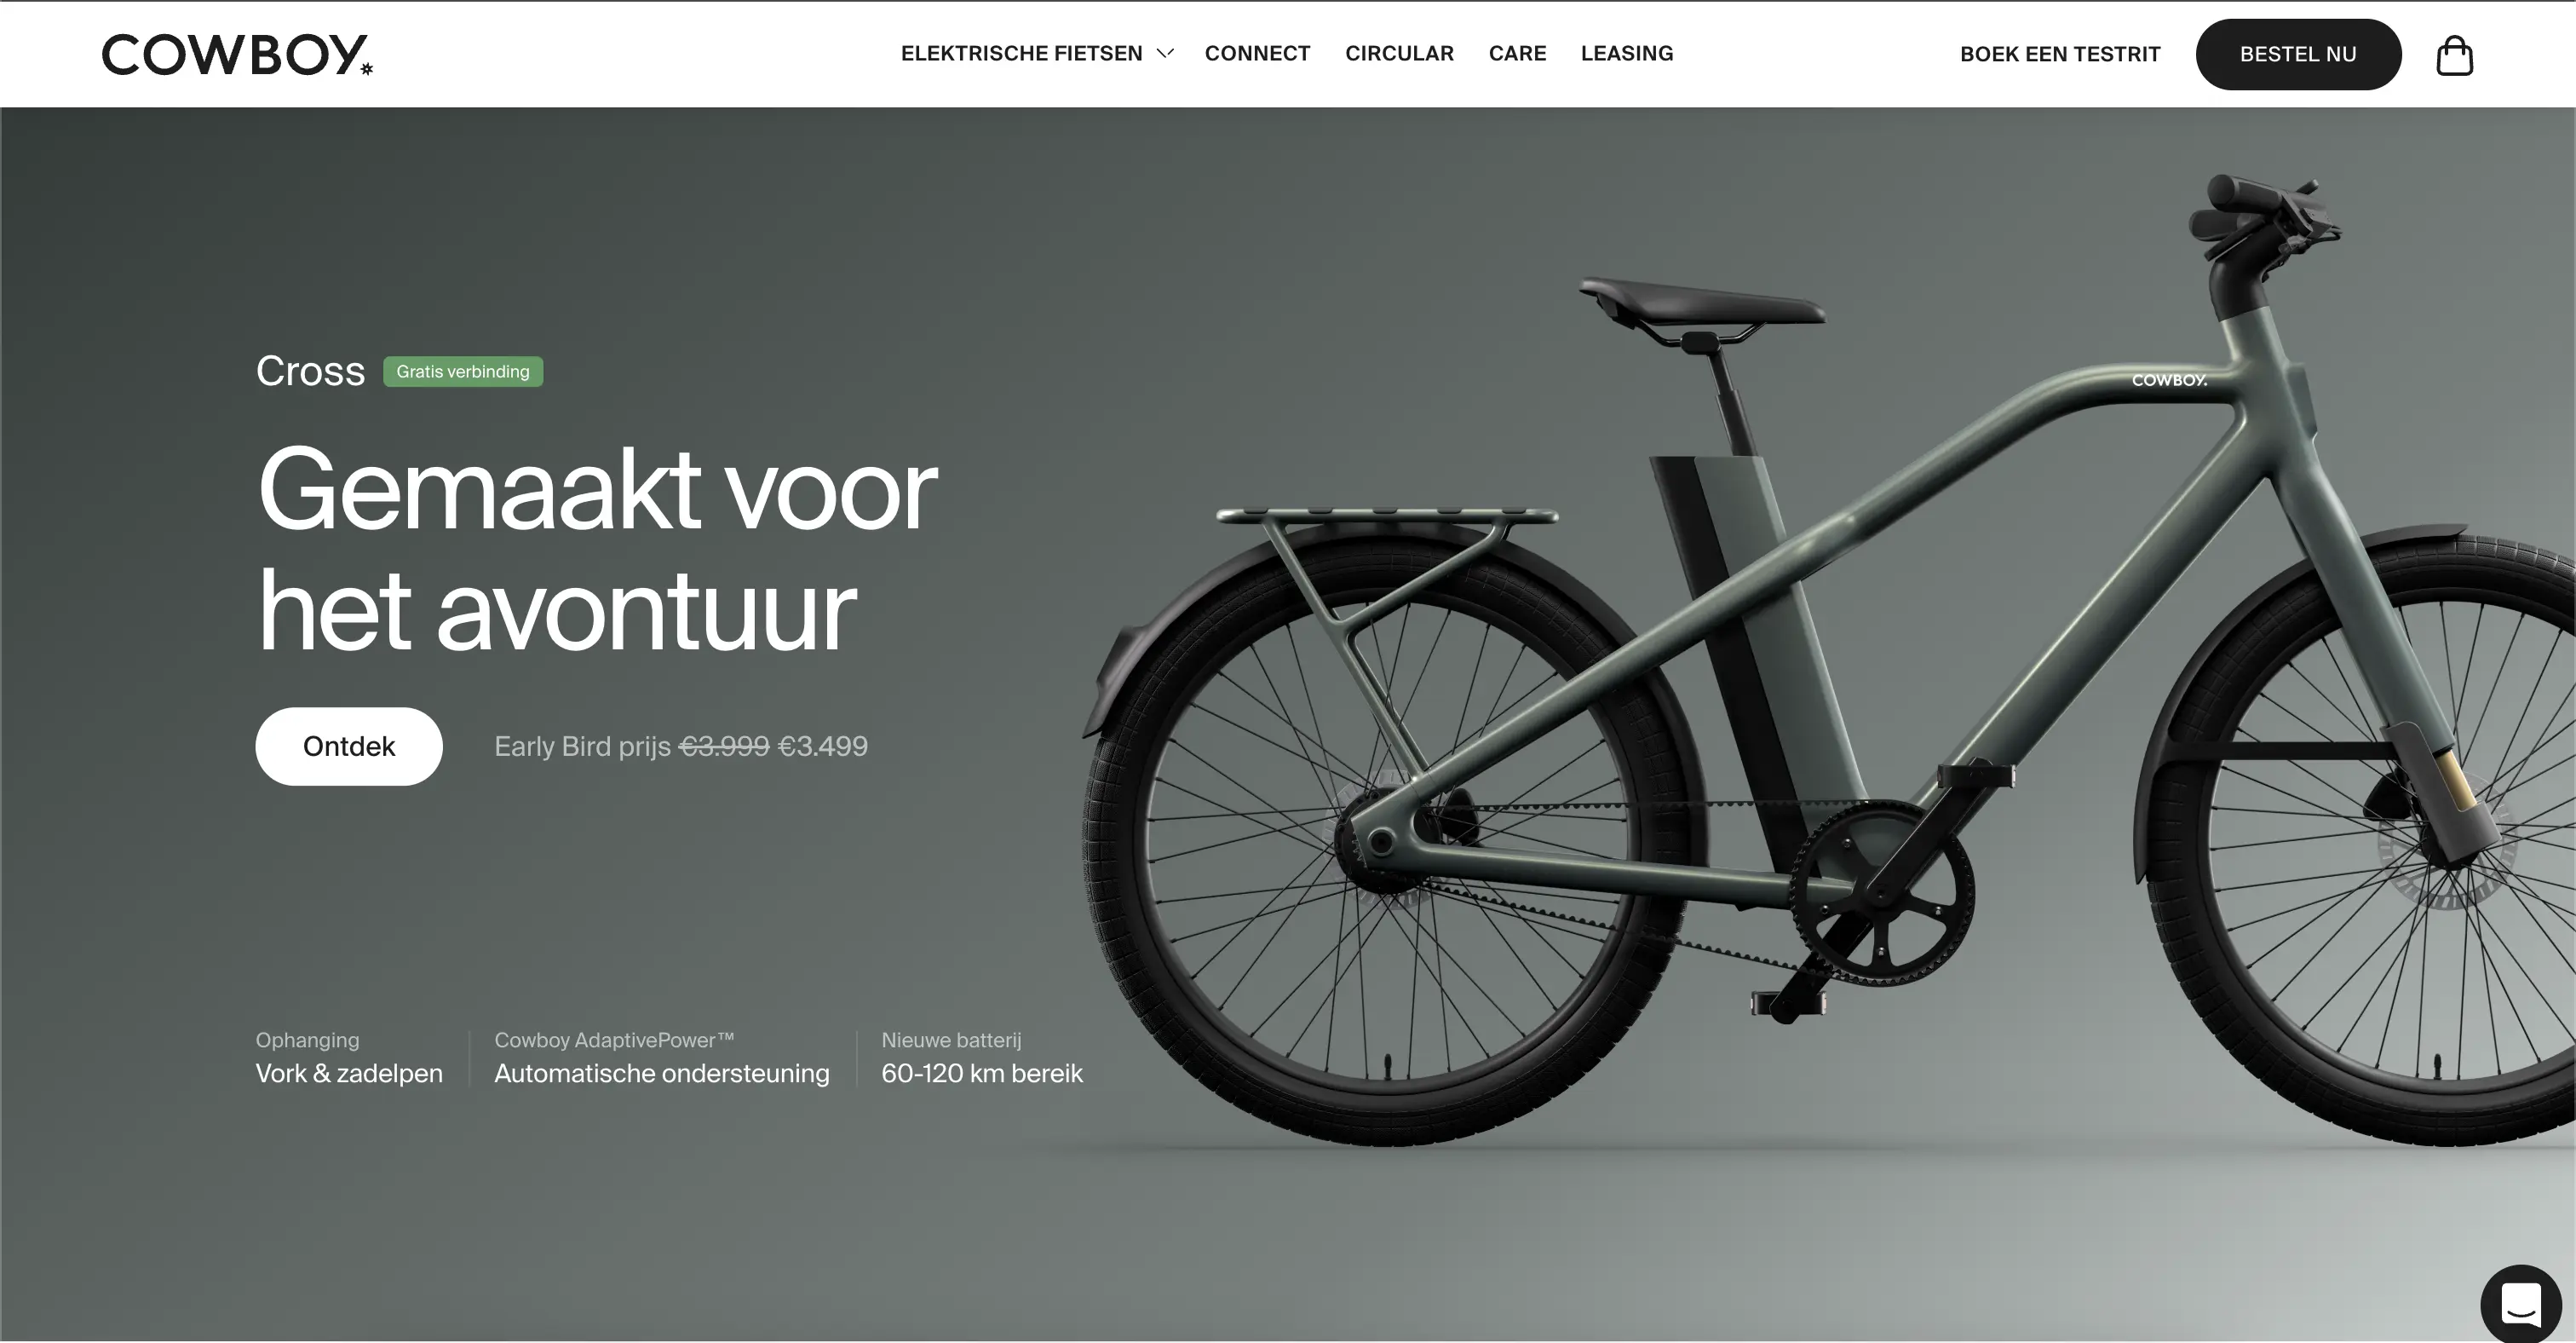 COWBOY
ELEKTRISCHE FIETSEN
CONNECT
CIRCULAR
CARE
LEASING
BOEK EEN TESTRIT
BESTEL NU
Cross
Gratis verbinding
Gemaakt voor
het avontuur
Ontdek
Early Bird prijs €3.999 €3.499
Ophanging
Vork & zadelpen
Cowboy AdaptivePower™
Automatische ondersteuning
Nieuwe batterij
60-120 km bereik
COWBOY.